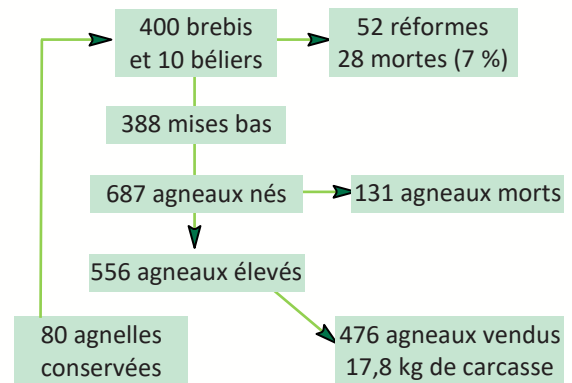 400 brebis
et 10 béliers
52 réformes
28 mortes (7 %)
388 mises bas
687 agneaux nés
131 agneaux morts
556 agneaux élevés
80 agnelles
conservées
476 agneaux vendus
17,8 kg de carcasse